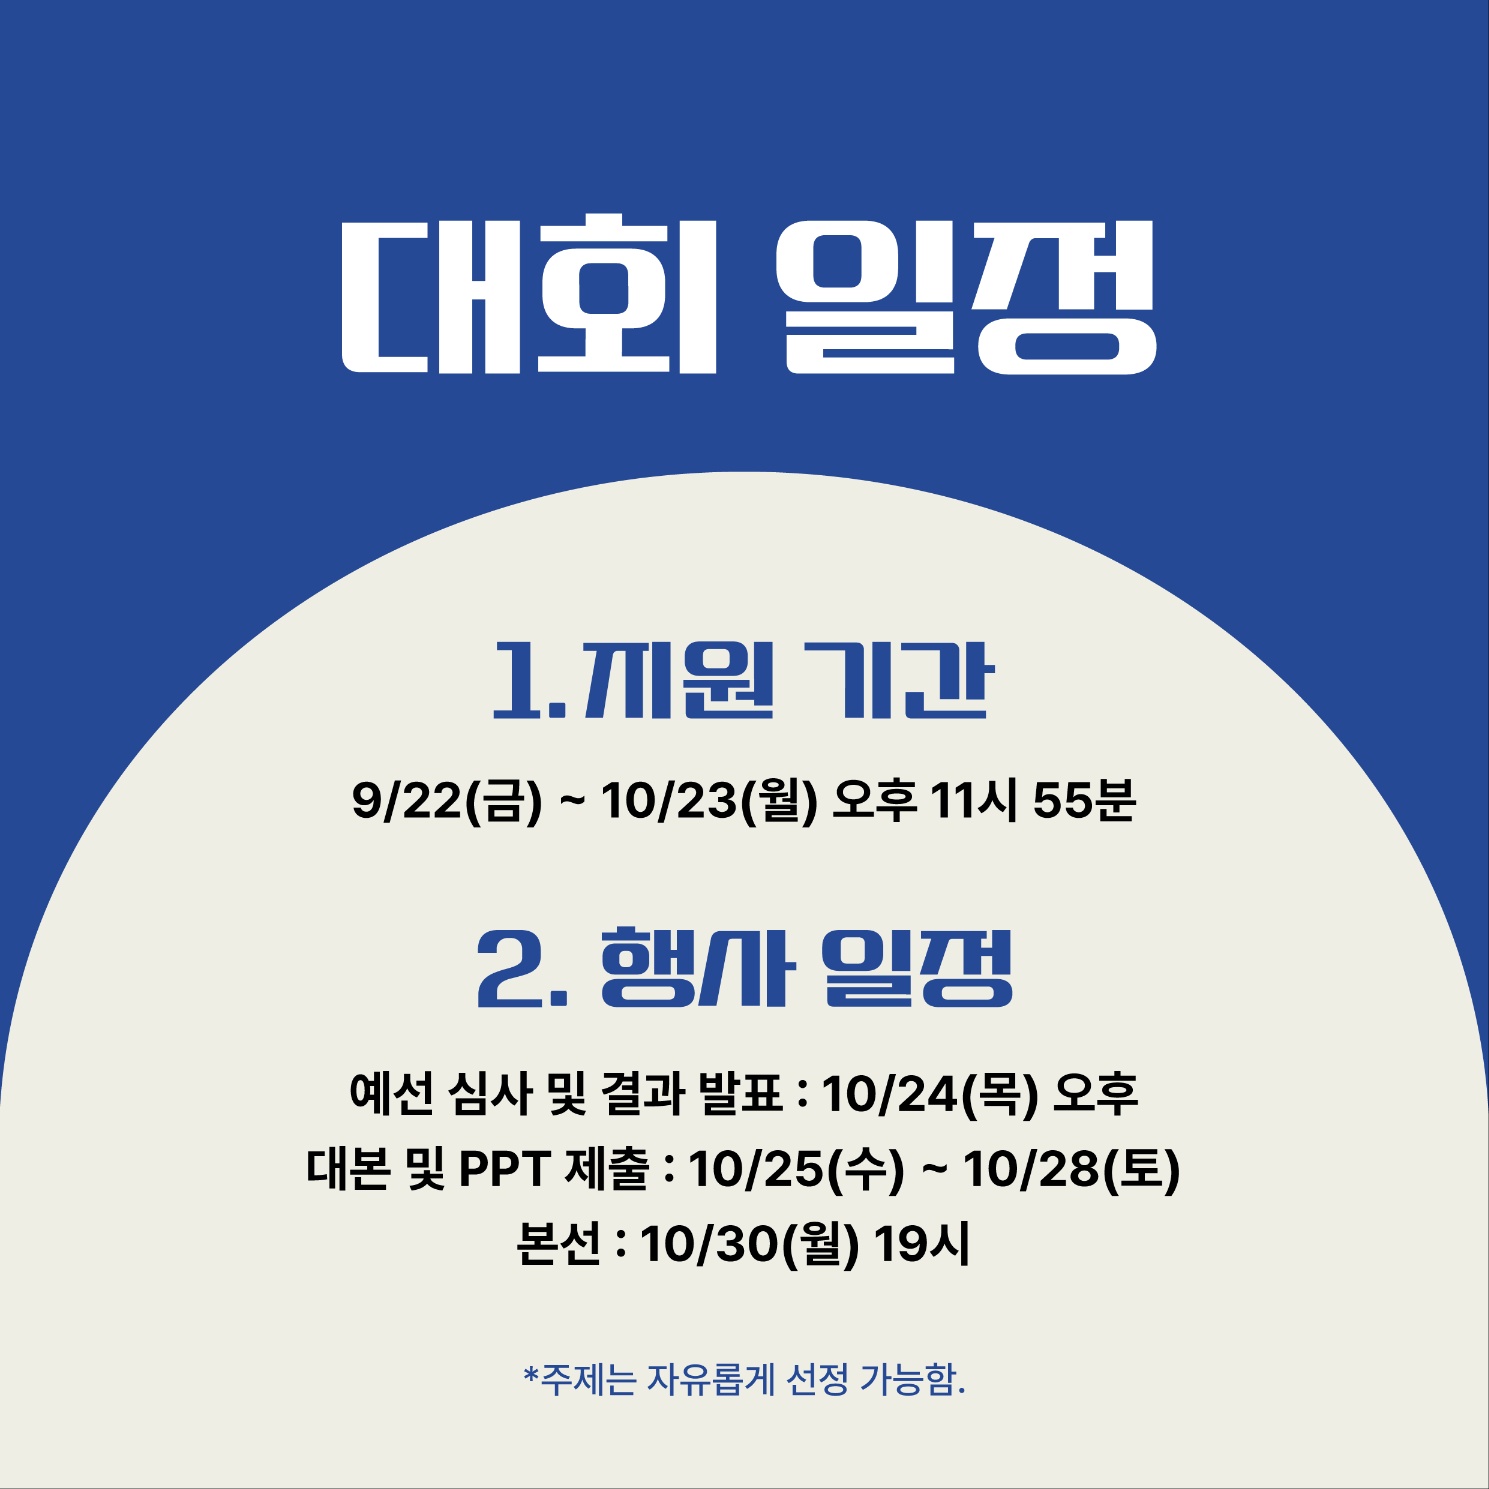 대회 일정
1.지원 기간
9/22(금) ~ 10/23(월) 오후 11시 55분
2. 행사 일정
예선 심사 및 결과 발표 : 10/24(목) 오후
대본 및 PPT 제출 : 10/25(수) ~ 10/28(토)
본선 : 10/30(월) 19시
*주제는 자유롭게 선정 가능함.